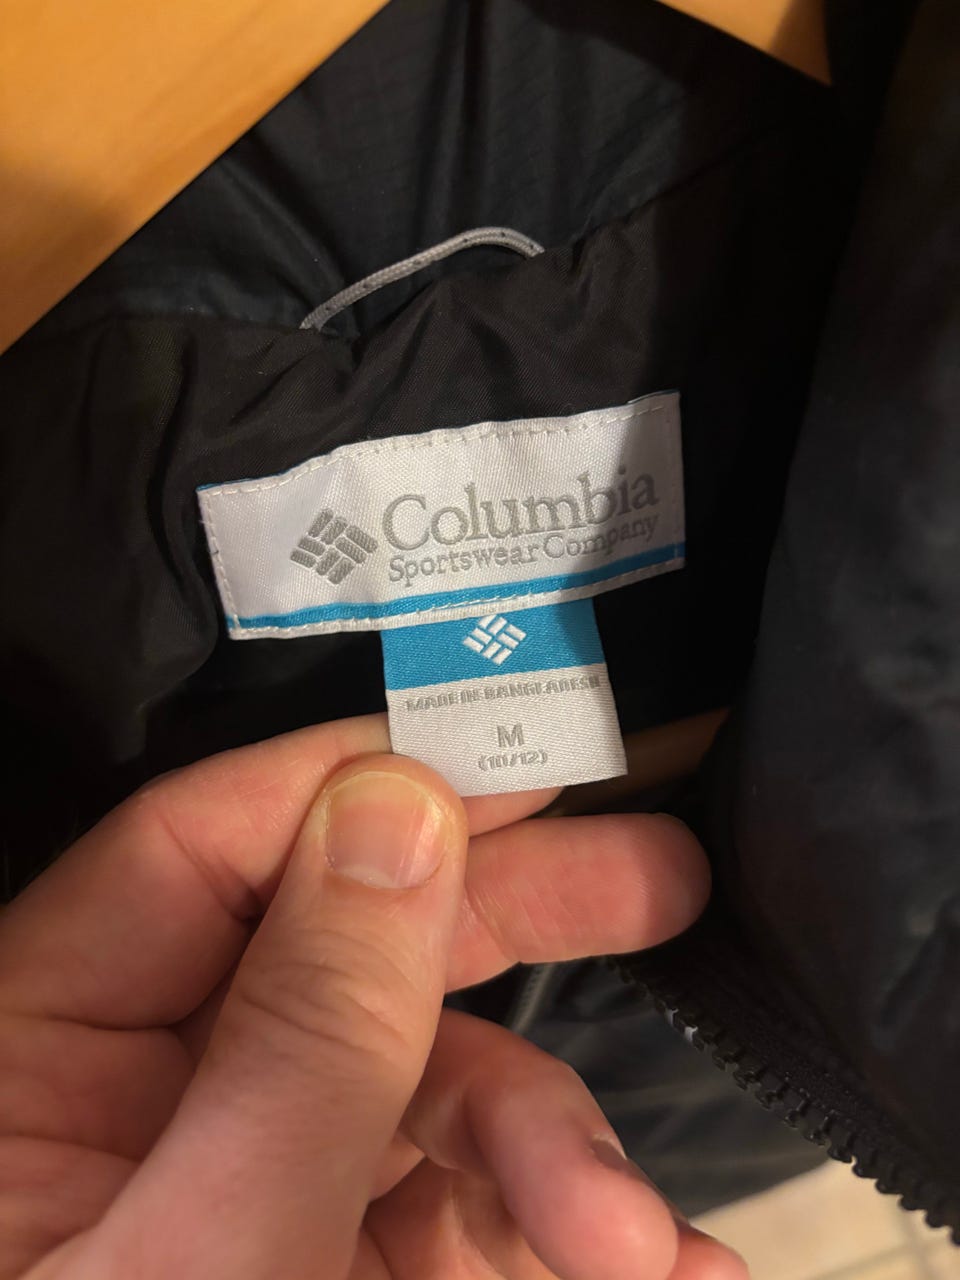 Columbia
Sportswear Company
MADE IN BANGLADESH
M
(10/12)